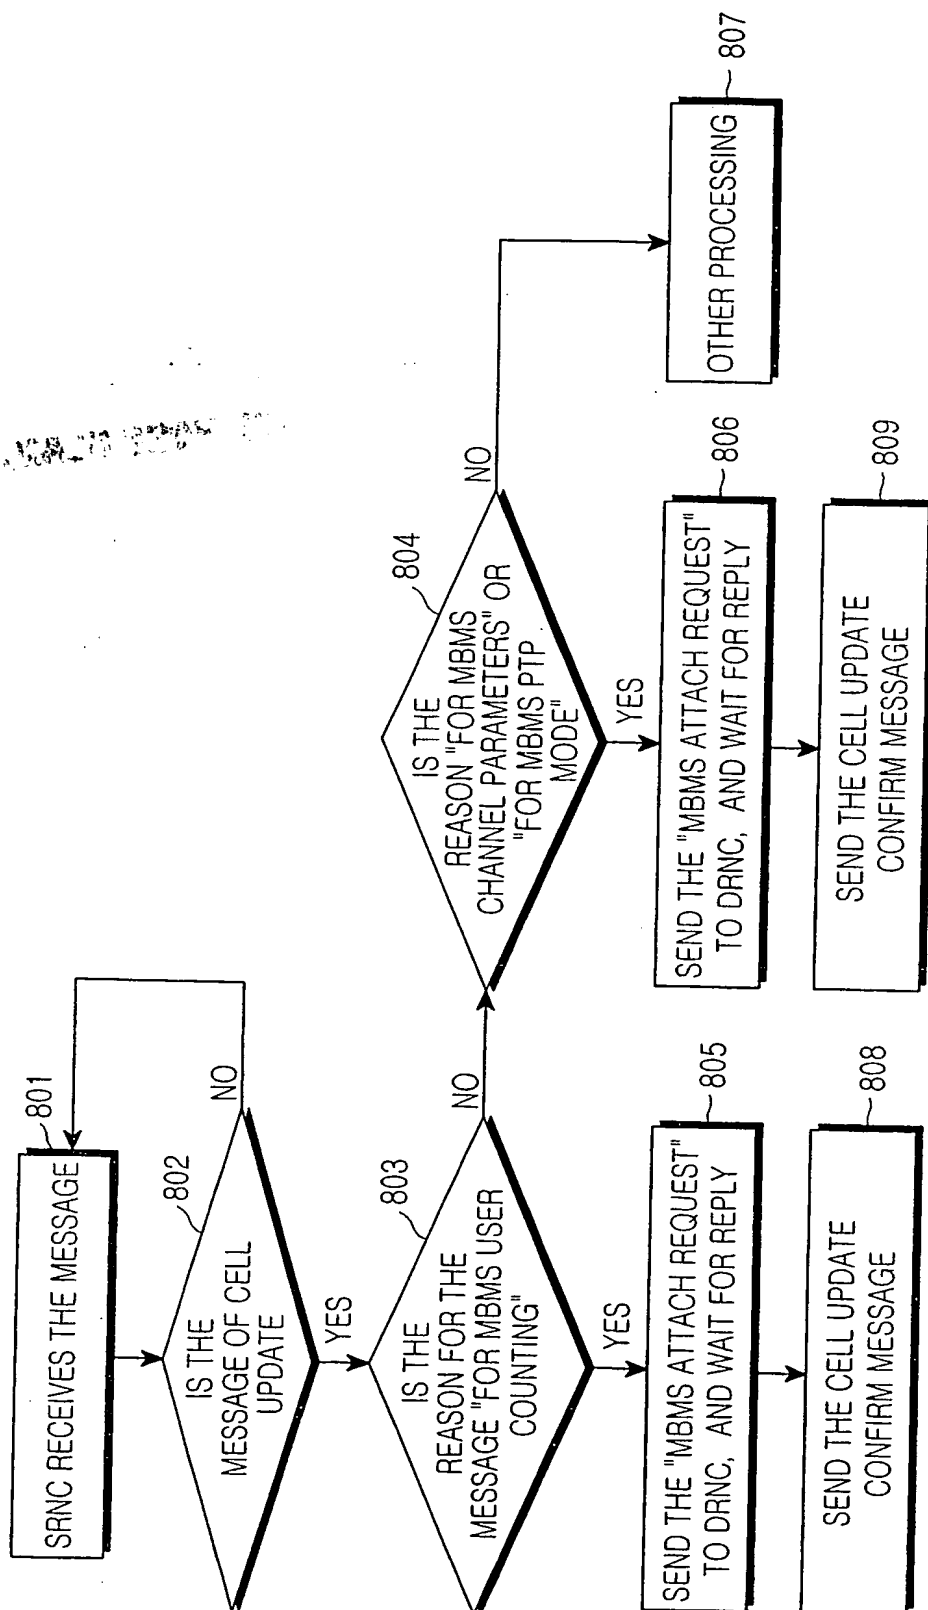 801
SRNC RECEIVES THE MESSAGE
802
IS THE
MESSAGE OF CELL
UPDATE
NO
YES
803
IS THE
REASON FOR THE
MESSAGE "FOR MBMS USER
COUNTING"
NO
YES
804
IS THE
REASON "FOR MBMS
CHANNEL PARAMETERS" OR
"FOR MBMS PTP
MODE"
NO
YES
805
SEND THE "MBMS ATTACH REQUEST"
TO DRNC, AND WAIT FOR REPLY
806
SEND THE "MBMS ATTACH REQUEST"
TO DRNC, AND WAIT FOR REPLY
807
OTHER PROCESSING
808
SEND THE CELL UPDATE
CONFIRM MESSAGE
809
SEND THE CELL UPDATE
CONFIRM MESSAGE